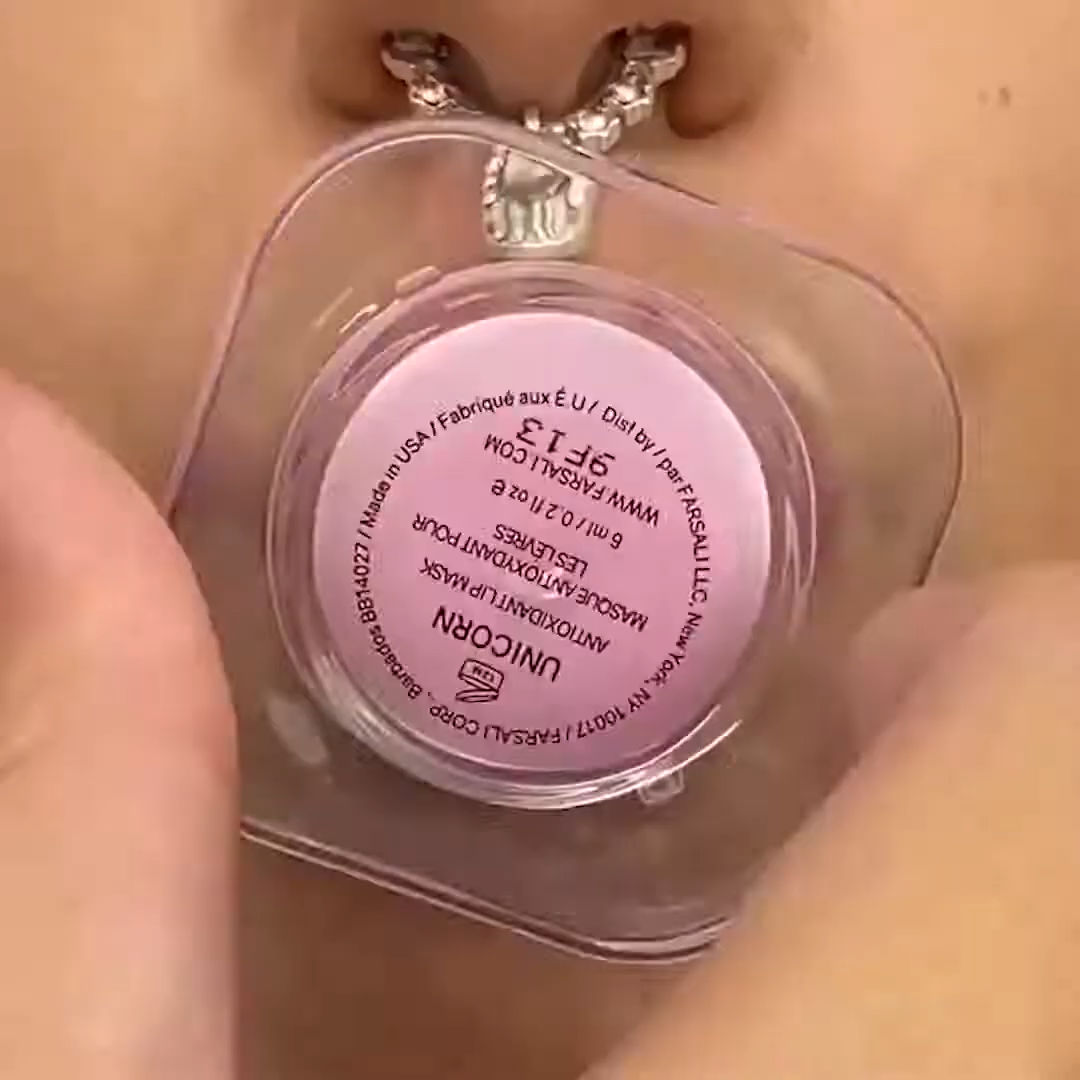 12M
UNICORN
ANTIOXIDANT LIP MASK
MASQUE ANTIOXYDANT POUR
LES LÈVRES
6 ml / 0.2 fl oz e
WWW.FARSALI.COM
9F13
Made in USA / Fabriqué aux É.U / Dist by / par FARSALI LLC, New York, NY 10017 / FARSALI CORP., Barbados BB14027 /